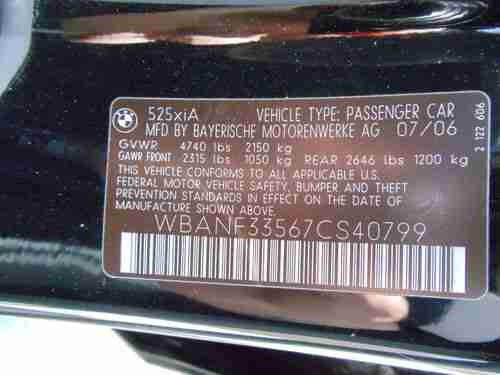 BMW
525xiA VEHICLE TYPE: PASSENGER CAR
MFD BY BAYERISCHE MOTORENWERKE AG 07/06
GVWR 4740 lbs 2150 kg
GAWR FRONT 2315 lbs 1050 kg REAR 2646 lbs 1200 kg
THIS VEHICLE CONFORMS TO ALL APPLICABLE U.S.
FEDERAL MOTOR VEHICLE SAFETY, BUMPER AND THEFT
PREVENTION STANDARDS IN EFFECT ON THE DATE OF
MANUFACTURE SHOWN ABOVE.
WBANF33567CS40799
2 122 606